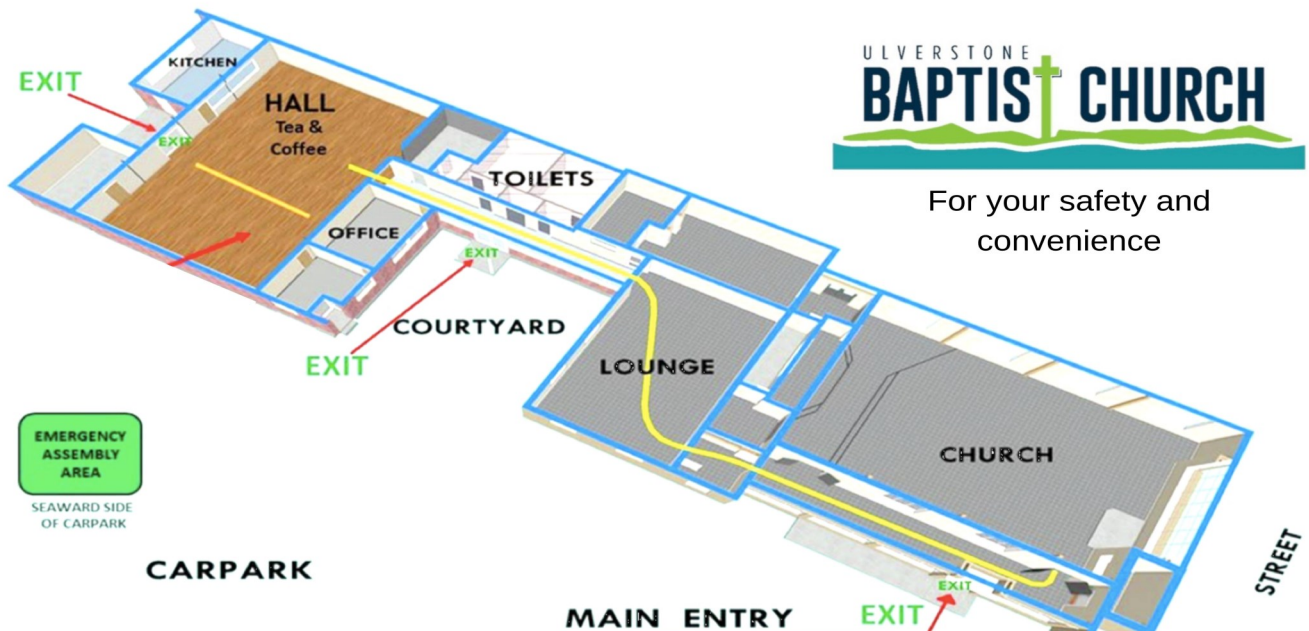 ULVERSTONE
BAPTIST CHURCH
For your safety and
convenience
KITCHEN
EXIT
EXIT
HALL
Tea &
Coffee
TOILETS
OFFICE
EXIT
COURTYARD
EXIT
LOUNGE
CHURCH
EMERGENCY
ASSEMBLY
AREA
SEAWARD SIDE
OF CARPARK
CARPARK
MAIN ENTRY
EXIT
EXIT
STREET